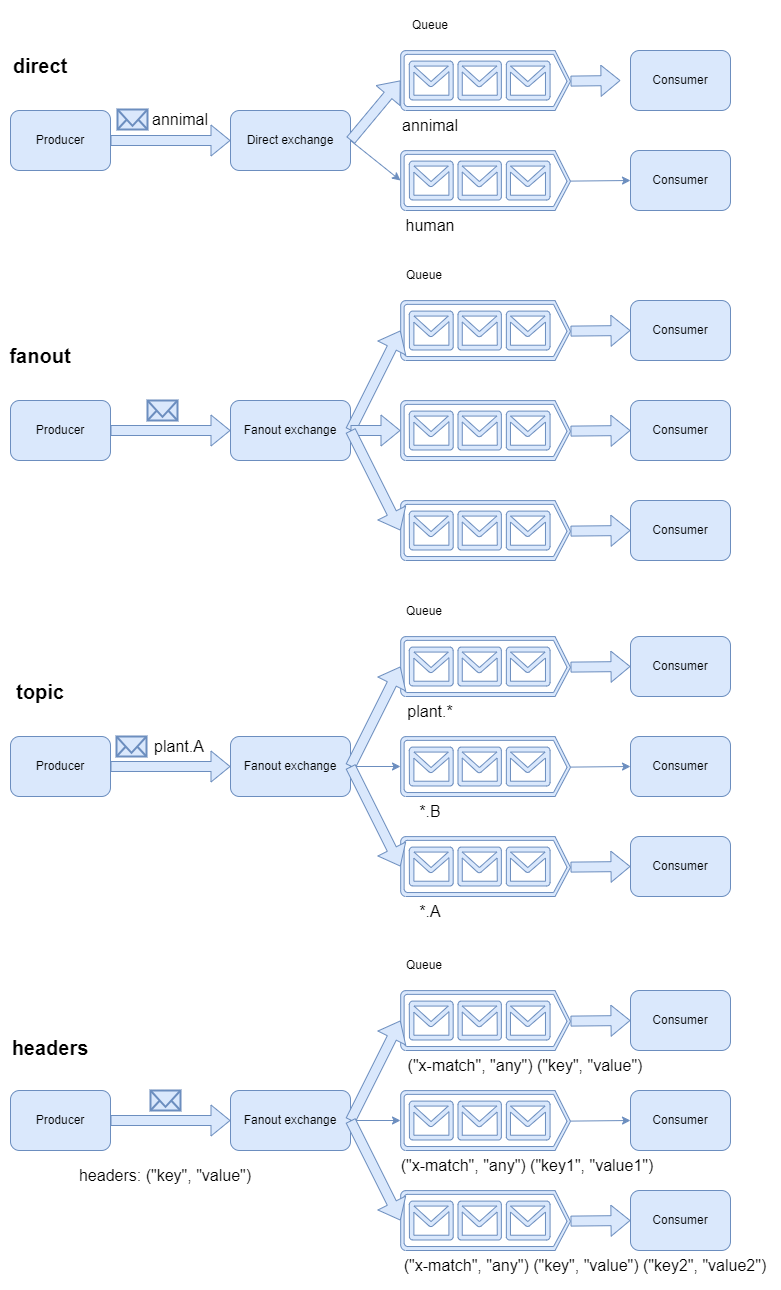 Queue
direct
Consumer
annimal
Producer
Direct exchange
annimal
Consumer
human
Queue
Consumer
fanout
Producer
Fanout exchange
Consumer
Consumer
Queue
Consumer
topic
plant.*
plant.A
Producer
Fanout exchange
Consumer
*.B
Consumer
*.A
Queue
Consumer
headers
("x-match", "any") ("key", "value")
Producer
Fanout exchange
Consumer
("x-match", "any") ("key1", "value1")
headers: ("key", "value")
Consumer
("x-match", "any") ("key", "value") ("key2", "value2")